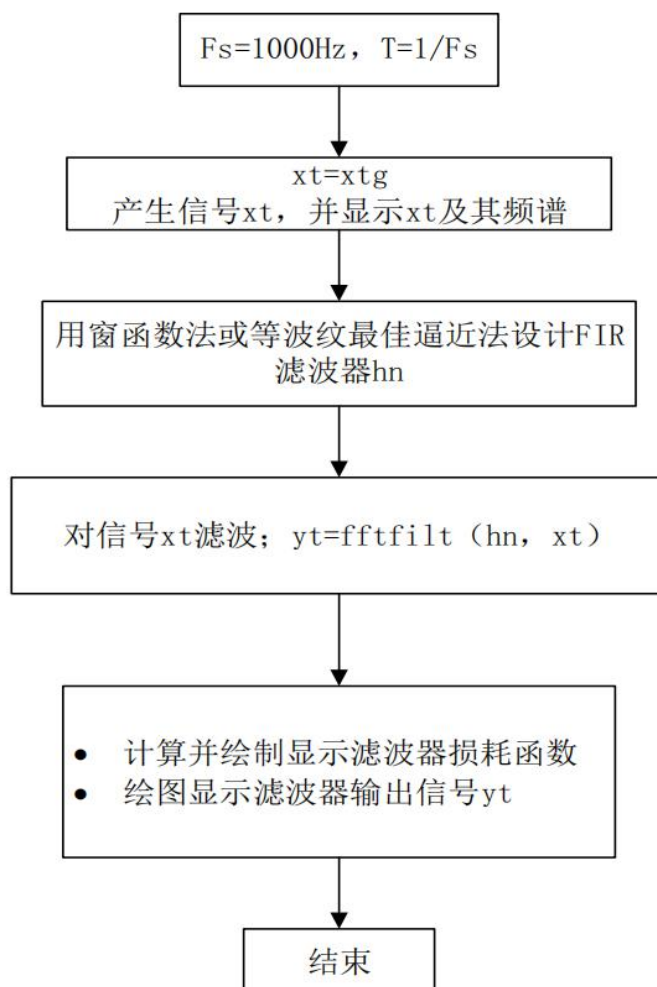 Fs=1000Hz，T=1/Fs
xt=xtg
产生信号xt，并显示xt及其频谱
用窗函数法或等波纹最佳逼近法设计FIR
滤波器hn
对信号xt滤波；yt=fftfilt（hn，xt）
• 计算并绘制显示滤波器损耗函数
• 绘图显示滤波器输出信号yt
结束